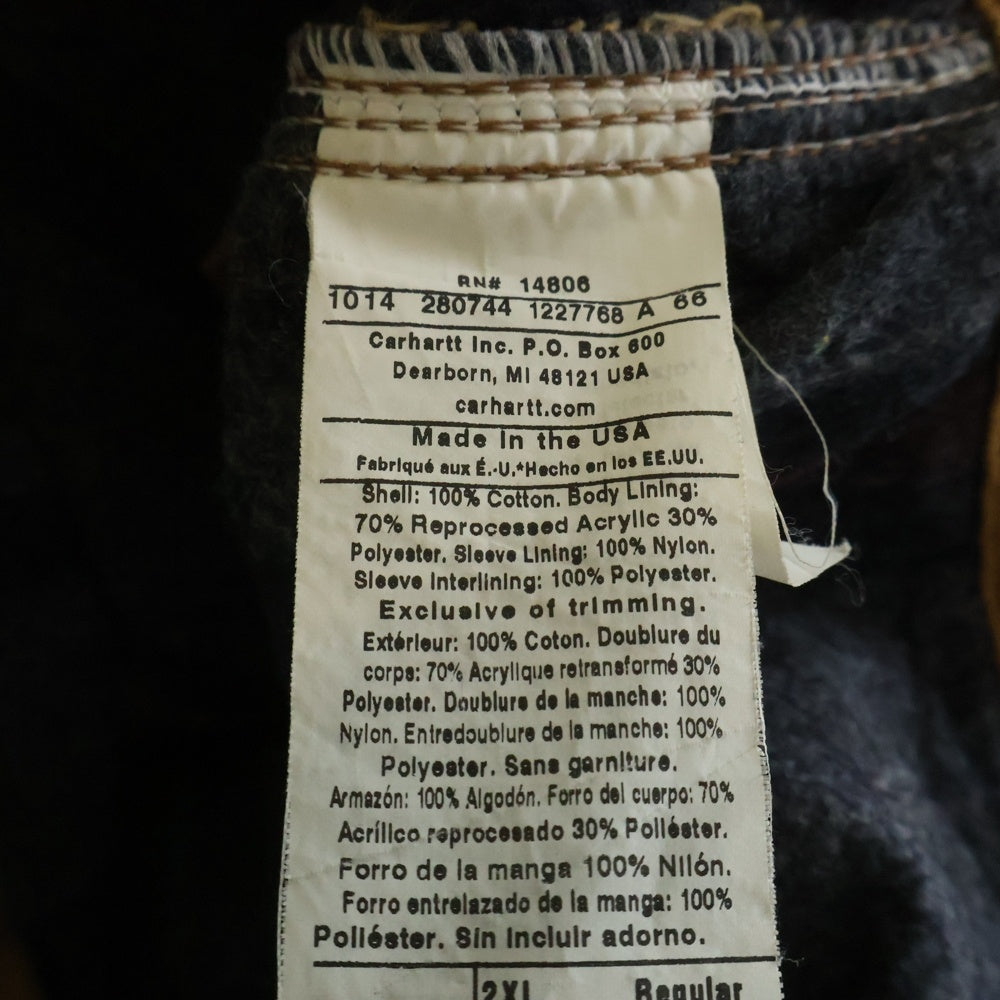 RN# 14806
1014 280744 1227768 A 66
Carhartt Inc. P.O. Box 600
Dearborn, MI 48121 USA
carhartt.com
Made in the USA
Fabriqué aux É.-U.*Hecho en los EE.UU.
Shell: 100% Cotton. Body Lining:
70% Reprocessed Acrylic 30%
Polyester. Sleeve Lining: 100% Nylon.
Sleeve Interlining: 100% Polyester.
Exclusive of trimming.
Extérieur: 100% Coton. Doublure du
corps: 70% Acrylique retransformé 30%
Polyester. Doublure de la manche: 100%
Nylon. Entredoublure de la manche: 100%
Polyester. Sans garniture.
Armazón: 100% Algodón. Forro del cuerpo: 70%
Acrílico reprocesado 30% Poliéster.
Forro de la manga 100% Nilón.
Forro entrelazado de la manga: 100%
Poliéster. Sin incluir adorno.
2XL Regular